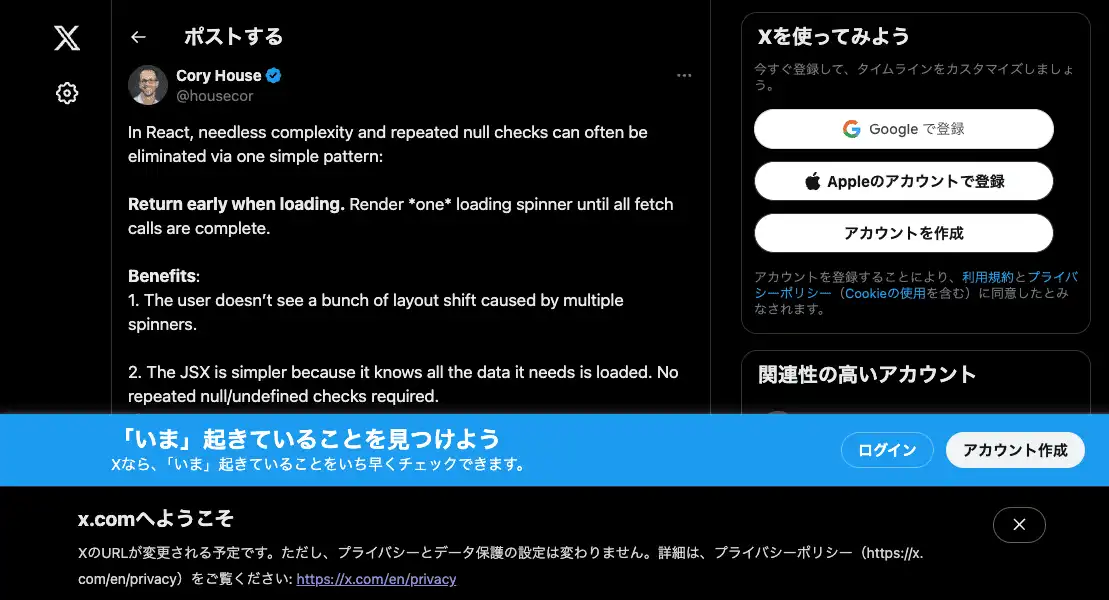 ポストする
Cory House
@housecor
In React, needless complexity and repeated null checks can often be
eliminated via one simple pattern:
Return early when loading. Render *one* loading spinner until all fetch
calls are complete.
Benefits:
1. The user doesn’t see a bunch of layout shift caused by multiple
spinners.
2. The JSX is simpler because it knows all the data it needs is loaded. No
repeated null/undefined checks required.
Xを使ってみよう
今すぐ登録して、タイムラインをカスタマイズしましょ
う。
Google で登録
Appleのアカウントで登録
アカウントを作成
アカウントを登録することにより、利用規約とプライバ
シーポリシー（Cookieの使用を含む）に同意したとみ
なされます。
関連性の高いアカウント
「いま」起きていることを見つけよう
Xなら、「いま」起きていることをいち早くチェックできます。
ログイン
アカウント作成
x.comへようこそ
XのURLが変更される予定です。ただし、プライバシーとデータ保護の設定は変わりません。詳細は、プライバシーポリシー（https://x.
com/en/privacy）をご覧ください: https://x.com/en/privacy